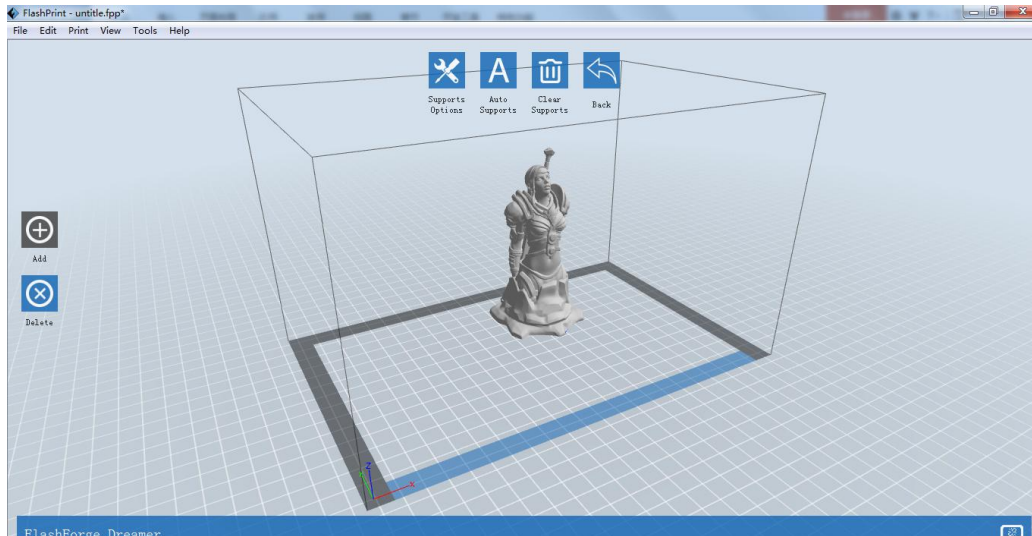 FlashPrint - untitle.fpp*
File Edit Print View Tools Help
A
Supports Options
Auto Supports
Clear Supports
Back
Add
Delete
Z
X
FlashForge Dreamer